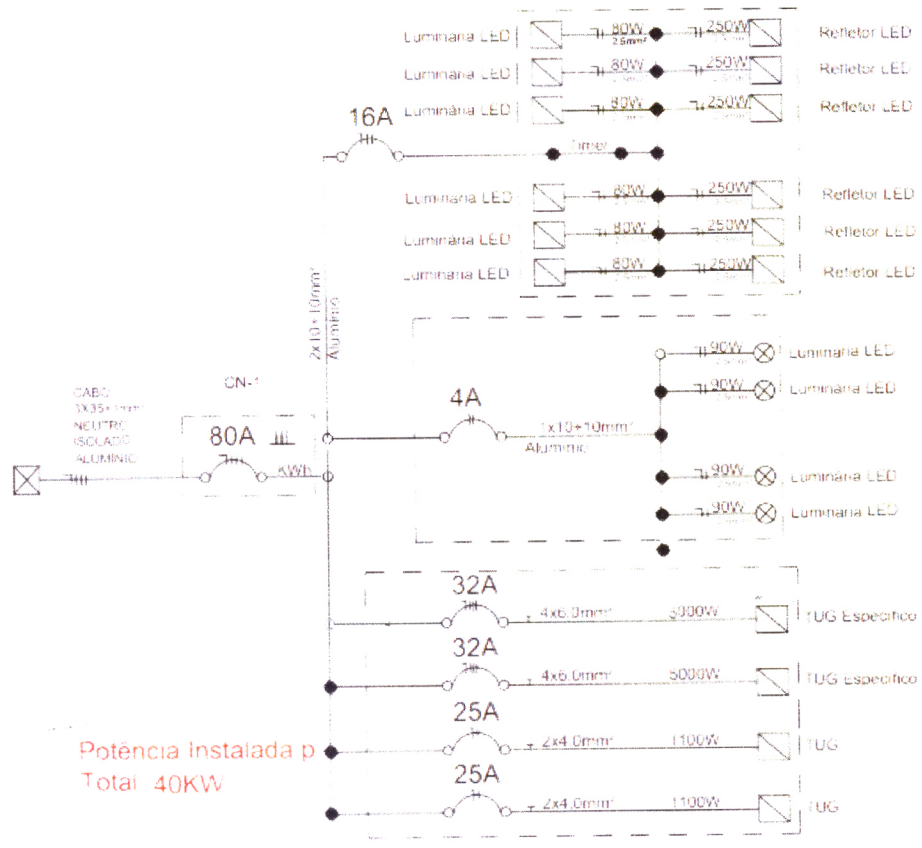 Luminária LED 80W 250W Refletor LED
2.5mm²
Luminária LED 80W 250W Refletor LED
Luminária LED 80W 250W Refletor LED
16A
Timer
Luminária LED 80W 250W Refletor LED
Luminária LED 80W 250W Refletor LED
Luminária LED 80W 250W Refletor LED
2x10+10mm²
Alumínio
90W Luminária LED
90W Luminária LED
4A
1x10+10mm²
Alumínio
90W Luminária LED
90W Luminária LED
CN-1
CABO
NEUTRO
ISOLADO
ALUMÍNIO
80A
KWh
32A
4x6.0mm² 5000W TUG Específico
32A
4x6.0mm² 5000W TUG Específico
25A
2x4.0mm² 1100W TUG
25A
2x4.0mm² 1100W TUG
Potência Instalada p
Total 40KW